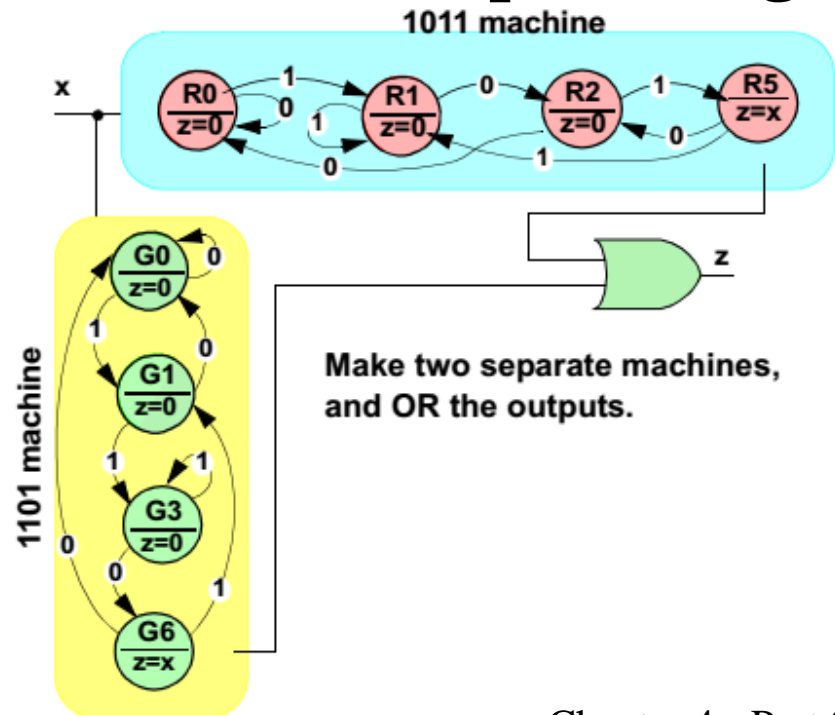 1011 machine
x
R0
z=0
R1
z=0
R2
z=0
R5
z=x
1
0
1
0
0
1
0
1
z
1101 machine
G0
z=0
G1
z=0
G3
z=0
G6
z=x
0
1
0
1
1
0
0
1
Make two separate machines,
and OR the outputs.